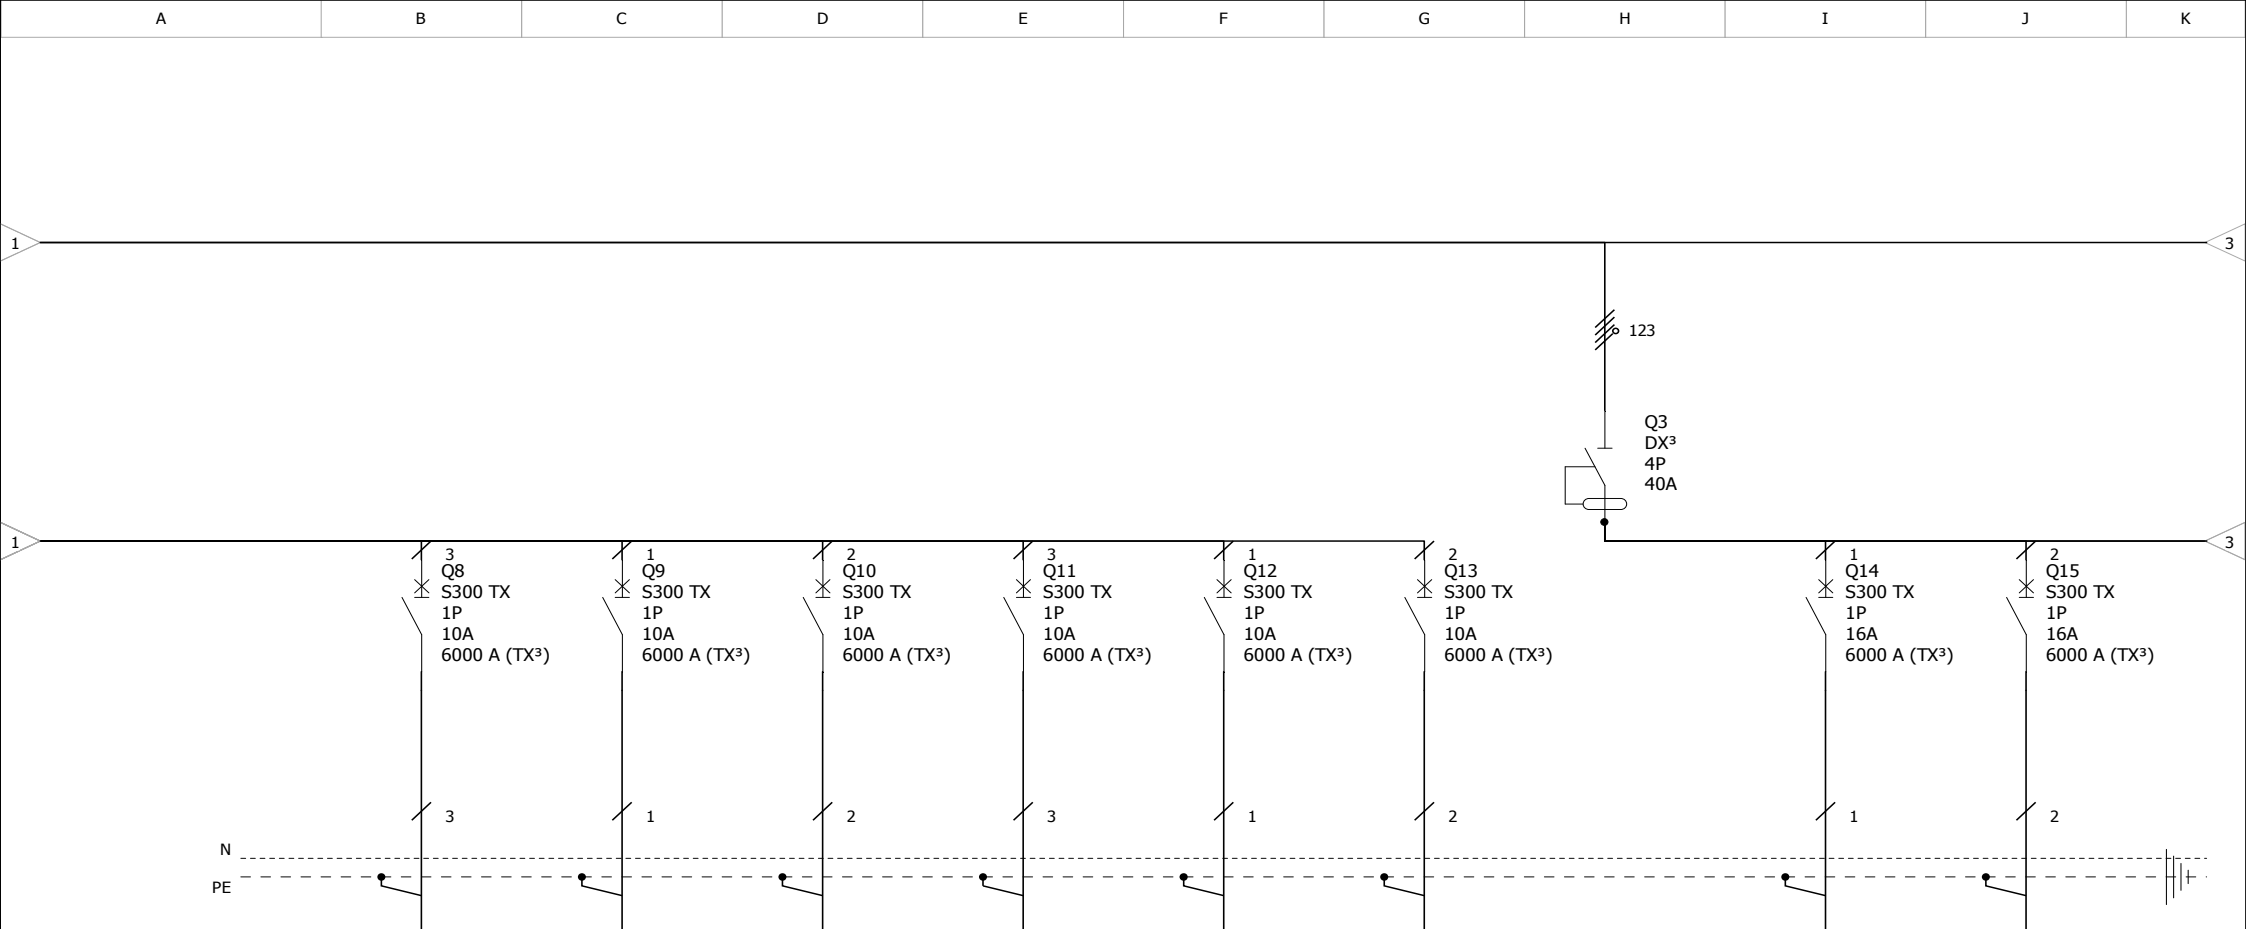 A B C D E F G H I J K
1 3
123
Q3
DX³
4P
40A
1 3
3 1 2 3 1 2 1 2
Q8 Q9 Q10 Q11 Q12 Q13 Q14 Q15
S300 TX S300 TX S300 TX S300 TX S300 TX S300 TX S300 TX S300 TX
1P 1P 1P 1P 1P 1P 1P 1P
10A 10A 10A 10A 10A 10A 16A 16A
6000 A (TX³) 6000 A (TX³) 6000 A (TX³) 6000 A (TX³) 6000 A (TX³) 6000 A (TX³) 6000 A (TX³) 6000 A (TX³)
3 1 2 3 1 2 1 2
N
PE